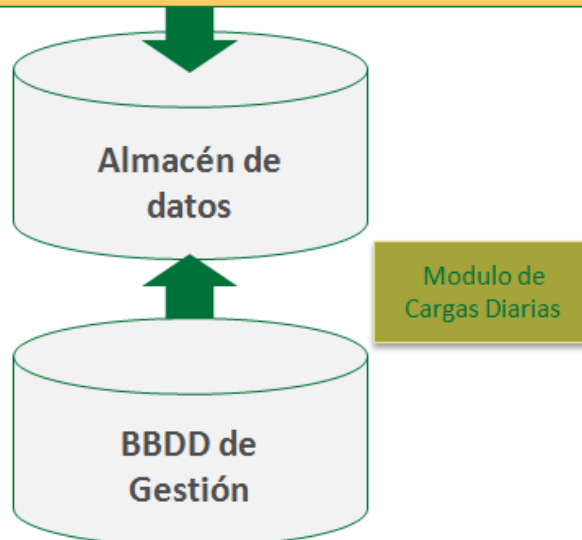 Almacén de
datos
Modulo de
Cargas Diarias
BBDD de
Gestión